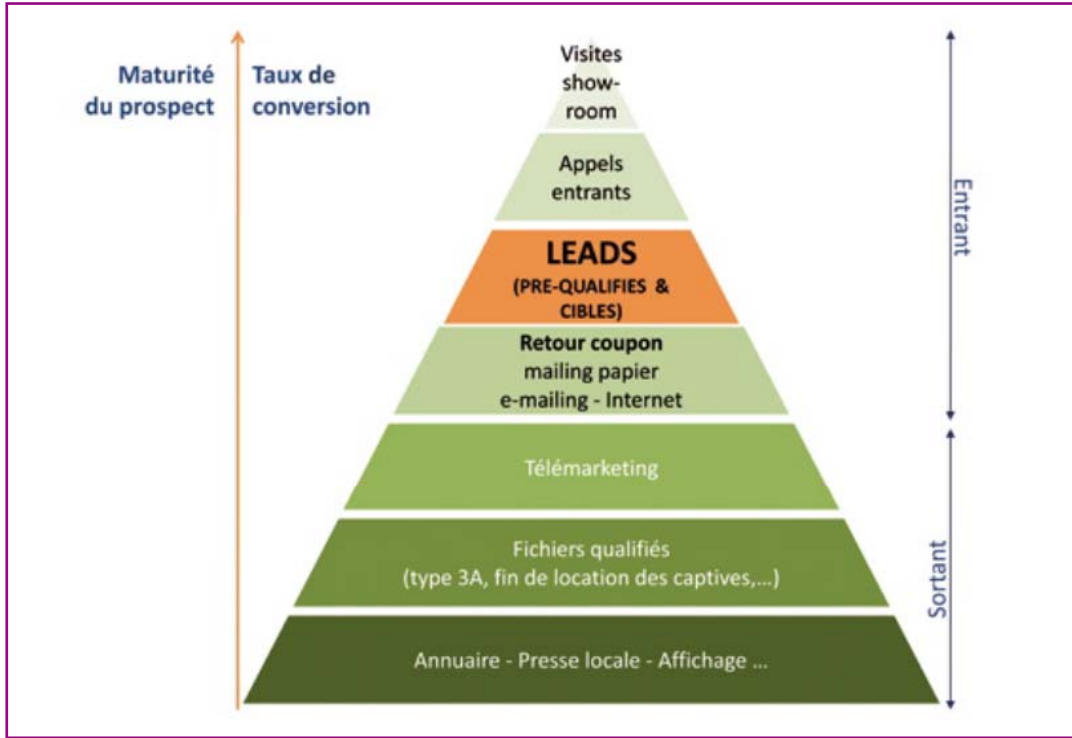 Maturité
du prospect
Taux de
conversion
Visites
show-
room
Appels
entrants
LEADS
(PRE-QUALIFIES &
CIBLES)
Retour coupon
mailing papier
e-mailing - Internet
Télémarketing
Fichiers qualifiés
(type 3A, fin de location des captives,...)
Annuaire - Presse locale - Affichage ...
Entrant
Sortant